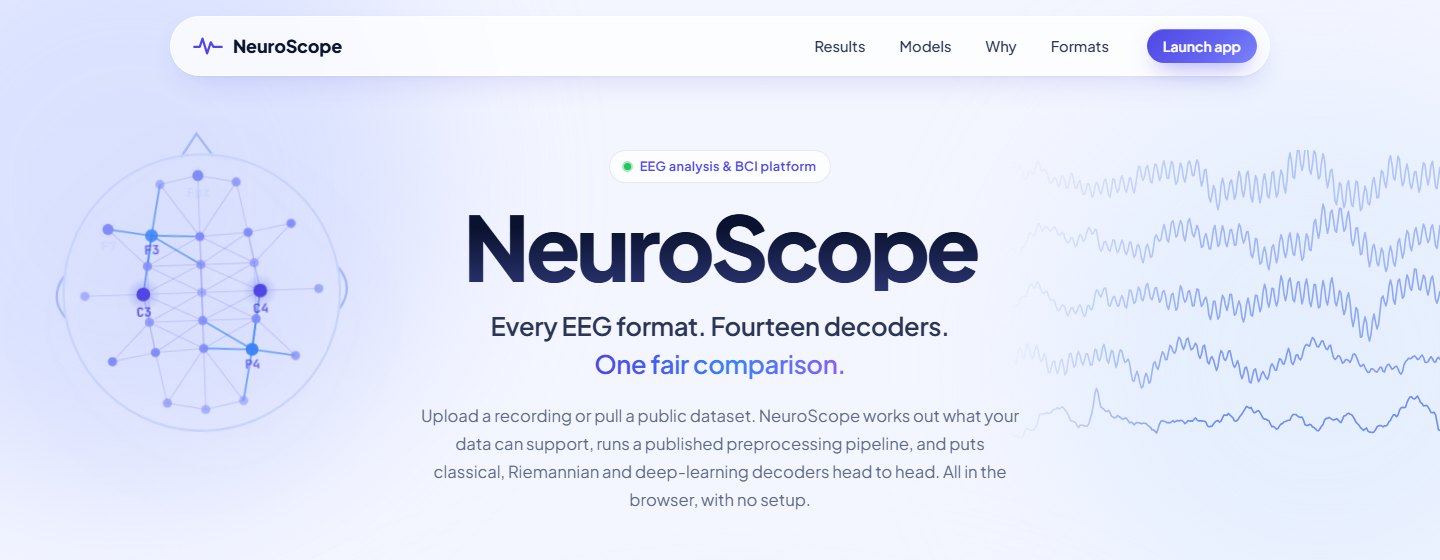 NeuroScope
Results
Models
Why
Formats
Launch app
EEG analysis & BCI platform
NeuroScope
Every EEG format. Fourteen decoders.
One fair comparison.
Upload a recording or pull a public dataset. NeuroScope works out what your
data can support, runs a published preprocessing pipeline, and puts
classical, Riemannian and deep-learning decoders head to head. All in the
browser, with no setup.
Fpz
F7
F3
C3
C4
P4